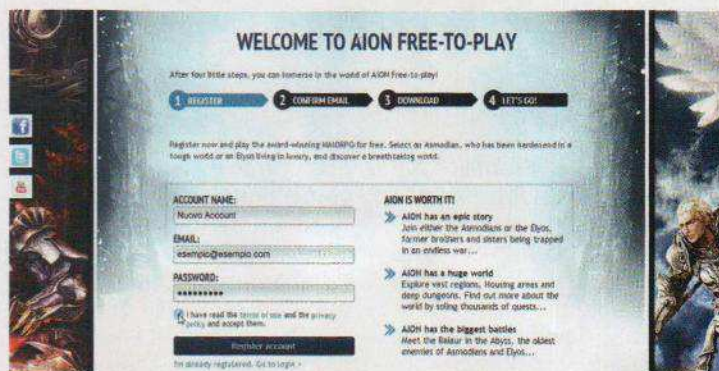 WELCOME TO AION FREE-TO-PLAY
After four little steps, you can immerse in the world of AION Free-to-play!
1 REGISTER
2 CONFIRM EMAIL
3 DOWNLOAD
4 LET'S GO!
Register now and play the award-winning MMORPG for free. Select an Asmodian, who has been hardened in a
tough world or an Elyos living in luxury, and discover a breathtaking world.
ACCOUNT NAME:
Nuovo Account
EMAIL:
esempio@esempio.com
PASSWORD:
•••••••••
I have read the terms of use and the privacy
policy and accept them.
Register account
I'm already registered. Go to login ›
AION IS WORTH IT!
AION has an epic story
Join either the Asmodians or the Elyos,
former brothers and sisters being trapped
in an endless war...
AION has a huge world
Explore vast regions, Housing areas and
deep dungeons. Find out more about the
world by soling thousands of quests...
AION has the biggest battles
Meet the Balaur in the Abyss, the oldest
enemies of Asmodians and Elyos...